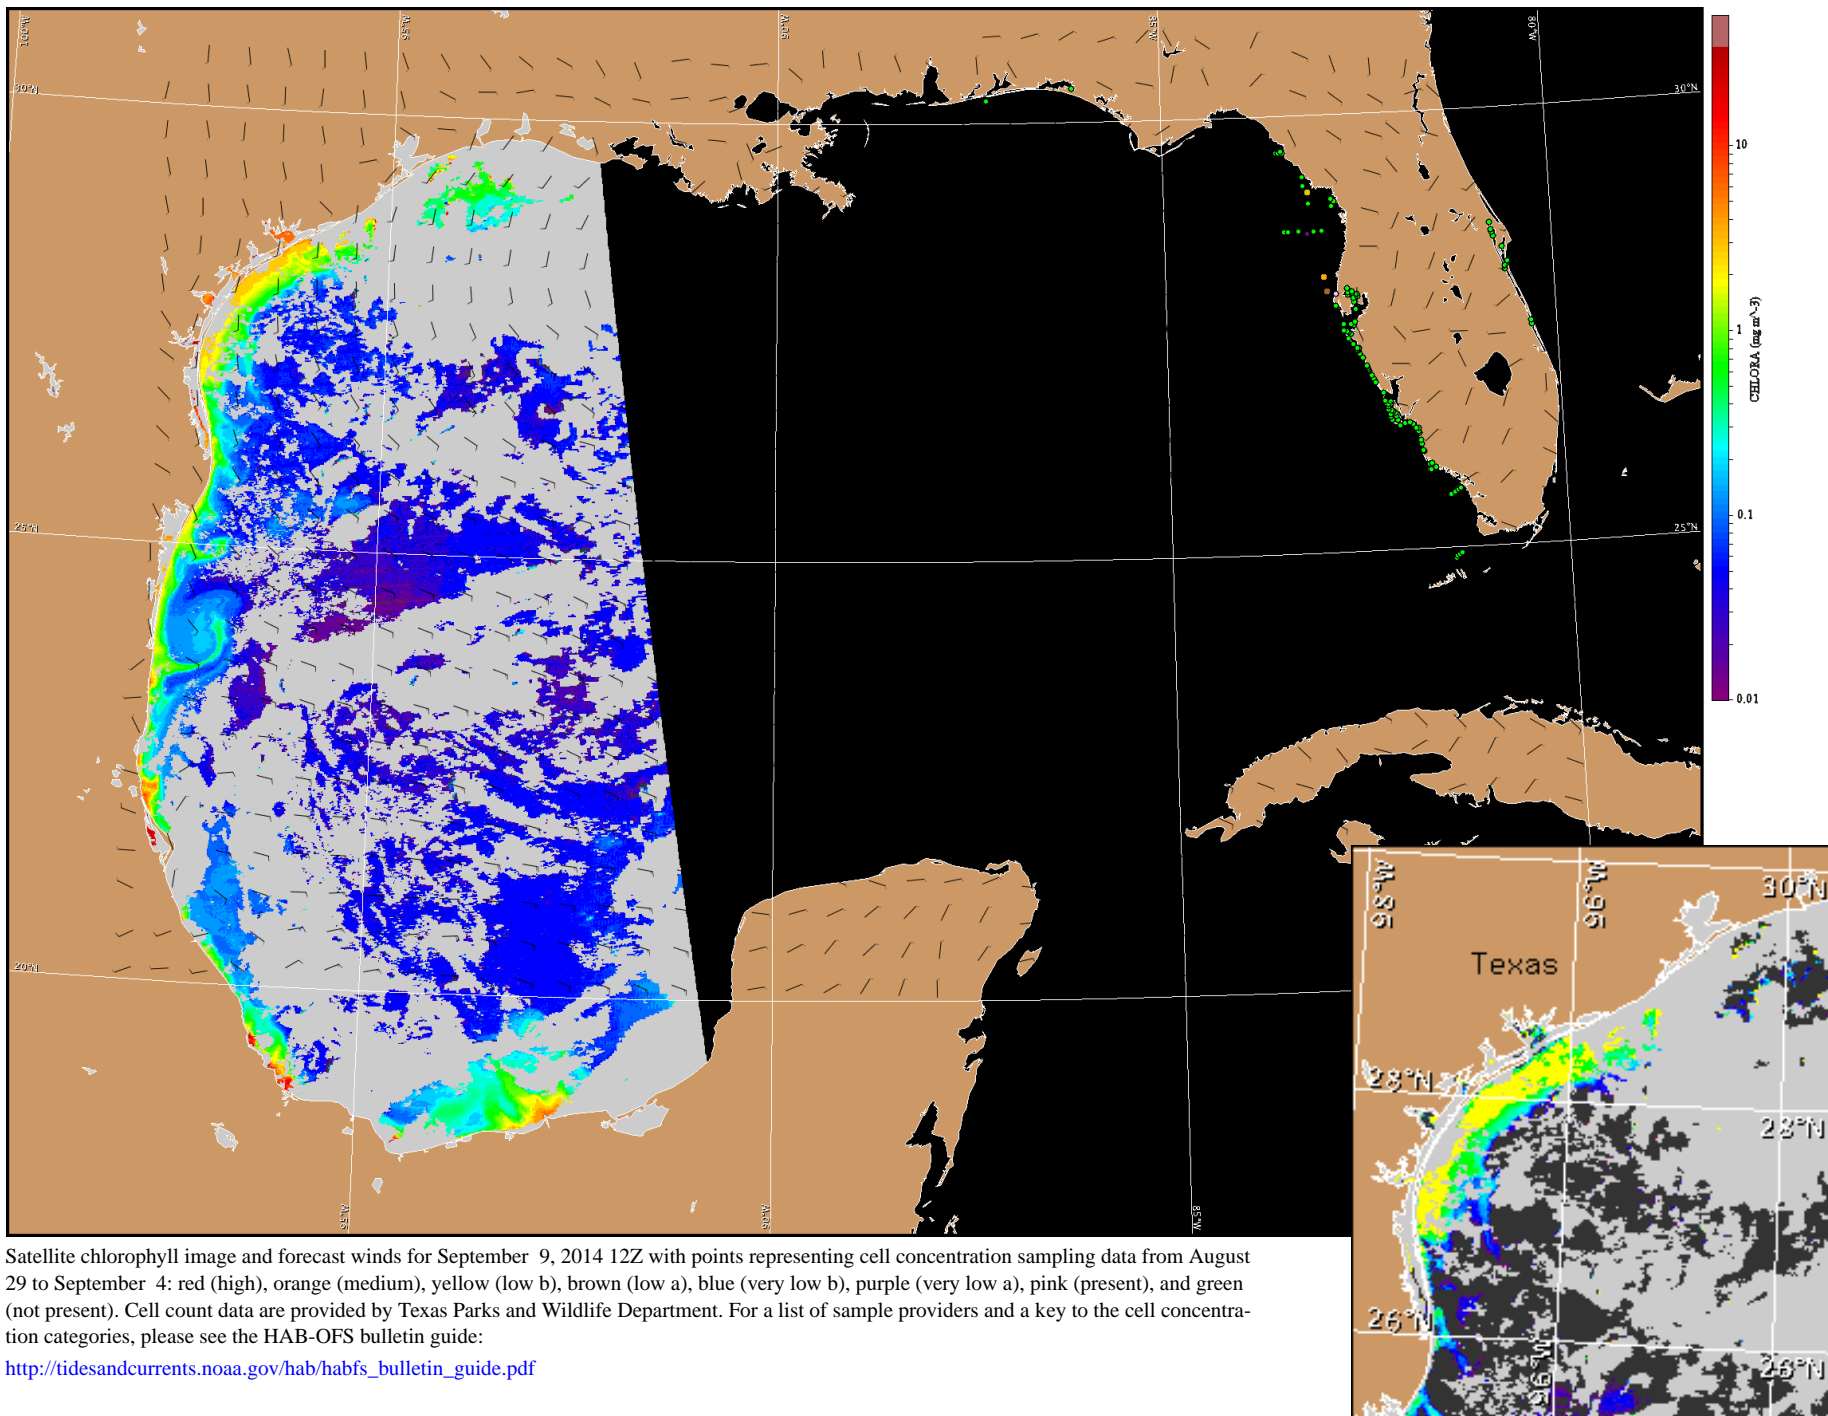 100°W
95°W
90°W
85°W
80°W
30°N
30°N
10
1
CHLORA (mg m^-3)
0.1
25°N
25°N
0.01
20°N
95°W
90°W
85°W
98°W
96°W
30°N
Texas
28°N
28°N
26°N
26°N
96°W
Satellite chlorophyll image and forecast winds for September 9, 2014 12Z with points representing cell concentration sampling data from August
29 to September 4: red (high), orange (medium), yellow (low b), brown (low a), blue (very low b), purple (very low a), pink (present), and green
(not present). Cell count data are provided by Texas Parks and Wildlife Department. For a list of sample providers and a key to the cell concentra-
tion categories, please see the HAB-OFS bulletin guide:
http://tidesandcurrents.noaa.gov/hab/habfs_bulletin_guide.pdf